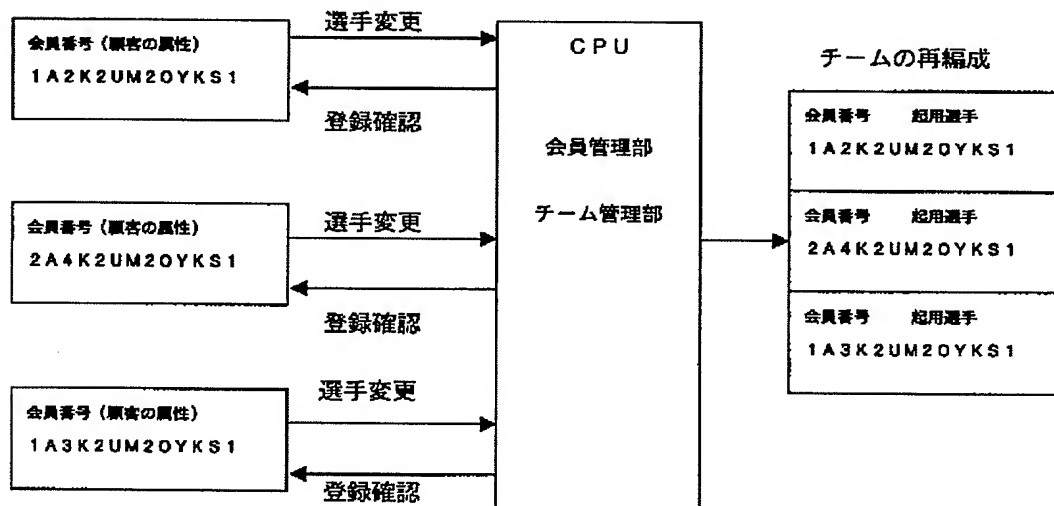 会員番号（顧客の属性）
1A2K2UM2OYKS1
選手変更
登録確認
会員番号（顧客の属性）
2A4K2UM2OYKS1
選手変更
登録確認
会員番号（顧客の属性）
1A3K2UM2OYKS1
選手変更
登録確認
CPU
会員管理部
チーム管理部
チームの再編成
会員番号 起用選手
1A2K2UM2OYKS1
会員番号 起用選手
2A4K2UM2OYKS1
会員番号 起用選手
1A3K2UM2OYKS1